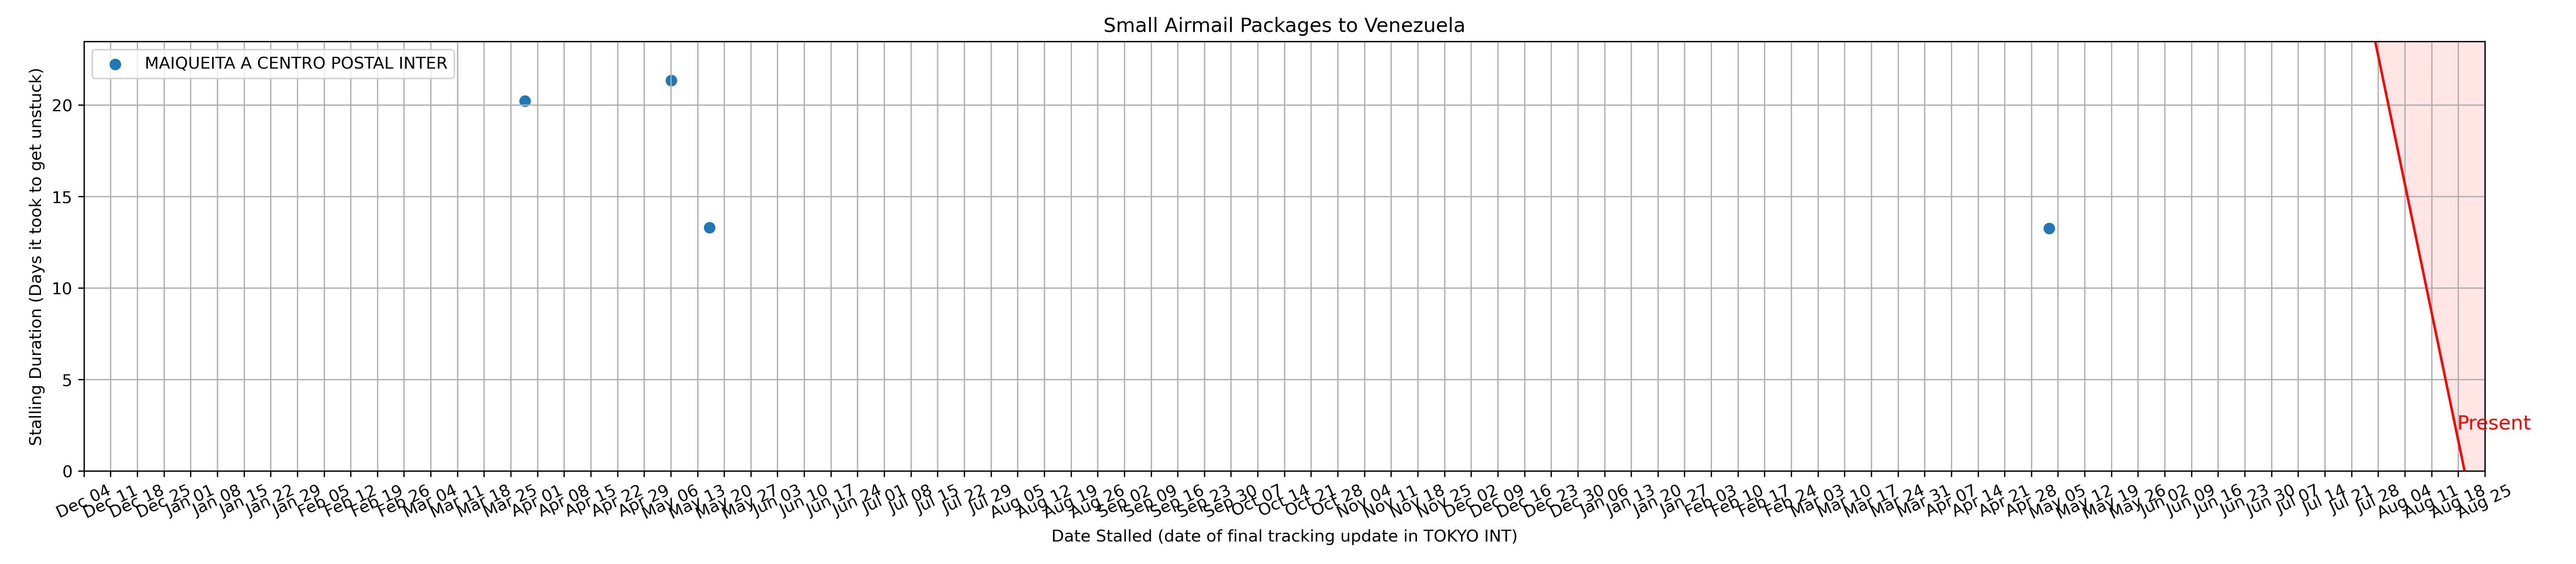 Small Airmail Packages to Venezuela
MAIQUEITA A CENTRO POSTAL INTER
Stalling Duration (Days it took to get unstuck)
20
15
10
5
0
Present
Dec 04
Dec 11
Dec 18
Dec 25
Jan 01
Jan 08
Jan 15
Jan 22
Jan 29
Feb 05
Feb 12
Feb 19
Feb 26
Mar 04
Mar 11
Mar 18
Mar 25
Apr 01
Apr 08
Apr 15
Apr 22
Apr 29
May 06
May 13
May 20
May 27
Jun 03
Jun 10
Jun 17
Jun 24
Jul 01
Jul 08
Jul 15
Jul 22
Jul 29
Aug 05
Aug 12
Aug 19
Aug 26
Sep 02
Sep 09
Sep 16
Sep 23
Sep 30
Oct 07
Oct 14
Oct 21
Oct 28
Nov 04
Nov 11
Nov 18
Nov 25
Dec 02
Dec 09
Dec 16
Dec 23
Dec 30
Jan 06
Jan 13
Jan 20
Jan 27
Feb 03
Feb 10
Feb 17
Feb 24
Mar 03
Mar 10
Mar 17
Mar 24
Mar 31
Apr 07
Apr 14
Apr 21
Apr 28
May 05
May 12
May 19
May 26
Jun 02
Jun 09
Jun 16
Jun 23
Jun 30
Jul 07
Jul 14
Jul 21
Jul 28
Aug 04
Aug 11
Aug 18
Aug 25
Date Stalled (date of final tracking update in TOKYO INT)